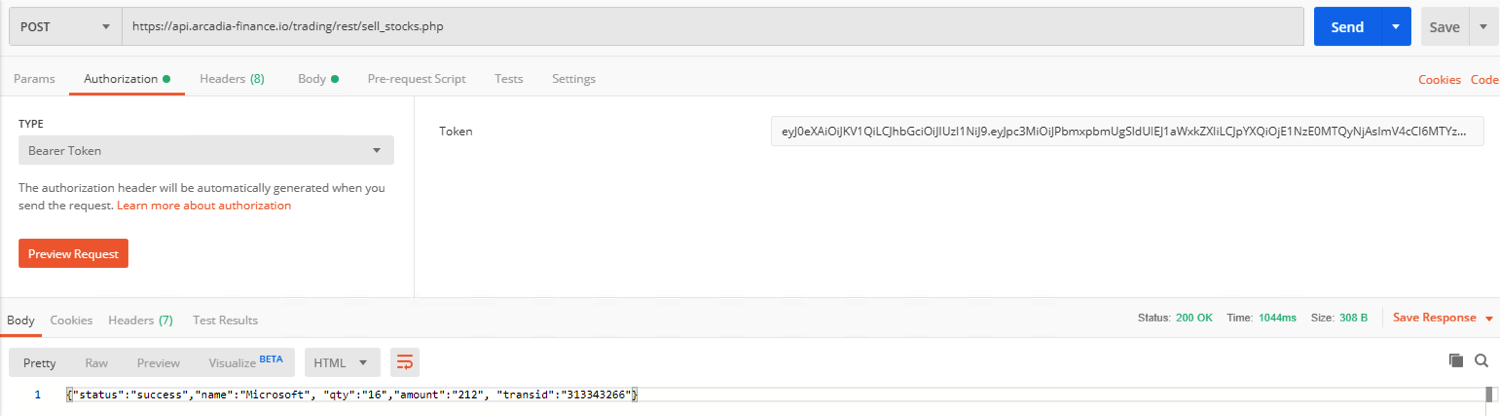 POST
https://api.arcadia-finance.io/trading/rest/sell_stocks.php
Send
Save
Params
Authorization
Headers (8)
Body
Pre-request Script
Tests
Settings
Cookies
Code
TYPE
Bearer Token
The authorization header will be automatically generated when you
send the request. Learn more about authorization
Preview Request
Token
Body
Cookies
Headers (7)
Test Results
Status: 200 OK
Time: 1044ms
Size: 308 B
Save Response
Pretty
Raw
Preview
Visualize BETA
HTML
1
{"status":"success","name":"Microsoft", "qty":"16","amount":"212", "transid":"313343266"}